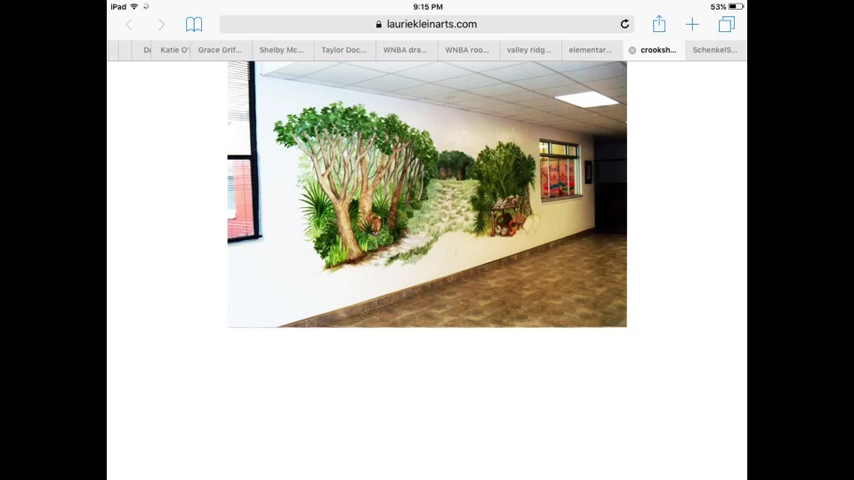 iPad 9:15 PM 53%
lauriekleinarts.com
Katie O' Grace Grif... Shelby Mc... Taylor Doc... WNBA dra... WNBA roo... valley ridg... elementar... crooksh... SchenkelS...